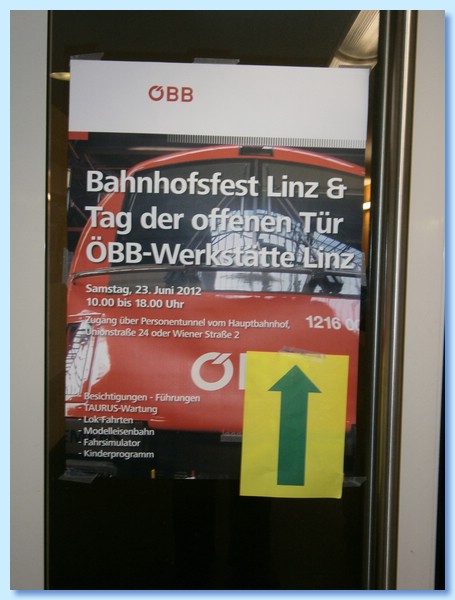 ÖBB
Bahnhofsfest Linz &
Tag der offenen Tür
ÖBB-Werkstätte Linz
Samstag, 23. Juni 2012
10.00 bis 18.00 Uhr
Zugang über Personentunnel vom Hauptbahnhof,
Unionstraße 24 oder Wiener Straße 2
1216
- Besichtigungen - Führungen
- TAURUS-Wartung
- Lok-Fahrten
- Modelleisenbahn
- Fahrsimulator
- Kinderprogramm